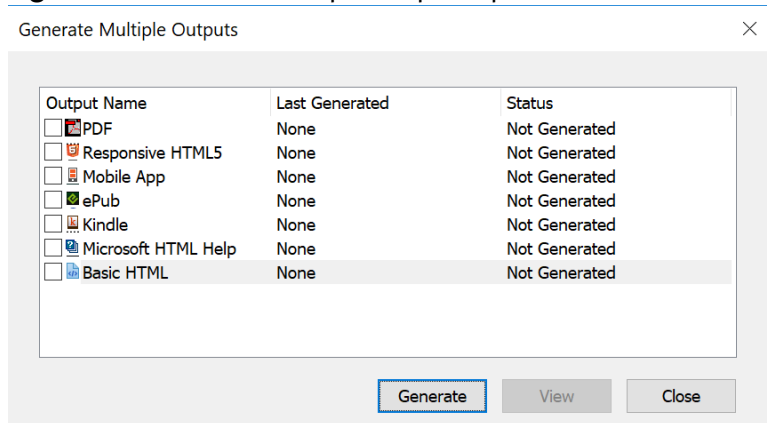 Generate Multiple Outputs
Output Name Last Generated Status
PDF None Not Generated
Responsive HTML5 None Not Generated
Mobile App None Not Generated
ePub None Not Generated
Kindle None Not Generated
Microsoft HTML Help None Not Generated
Basic HTML None Not Generated
Generate View Close